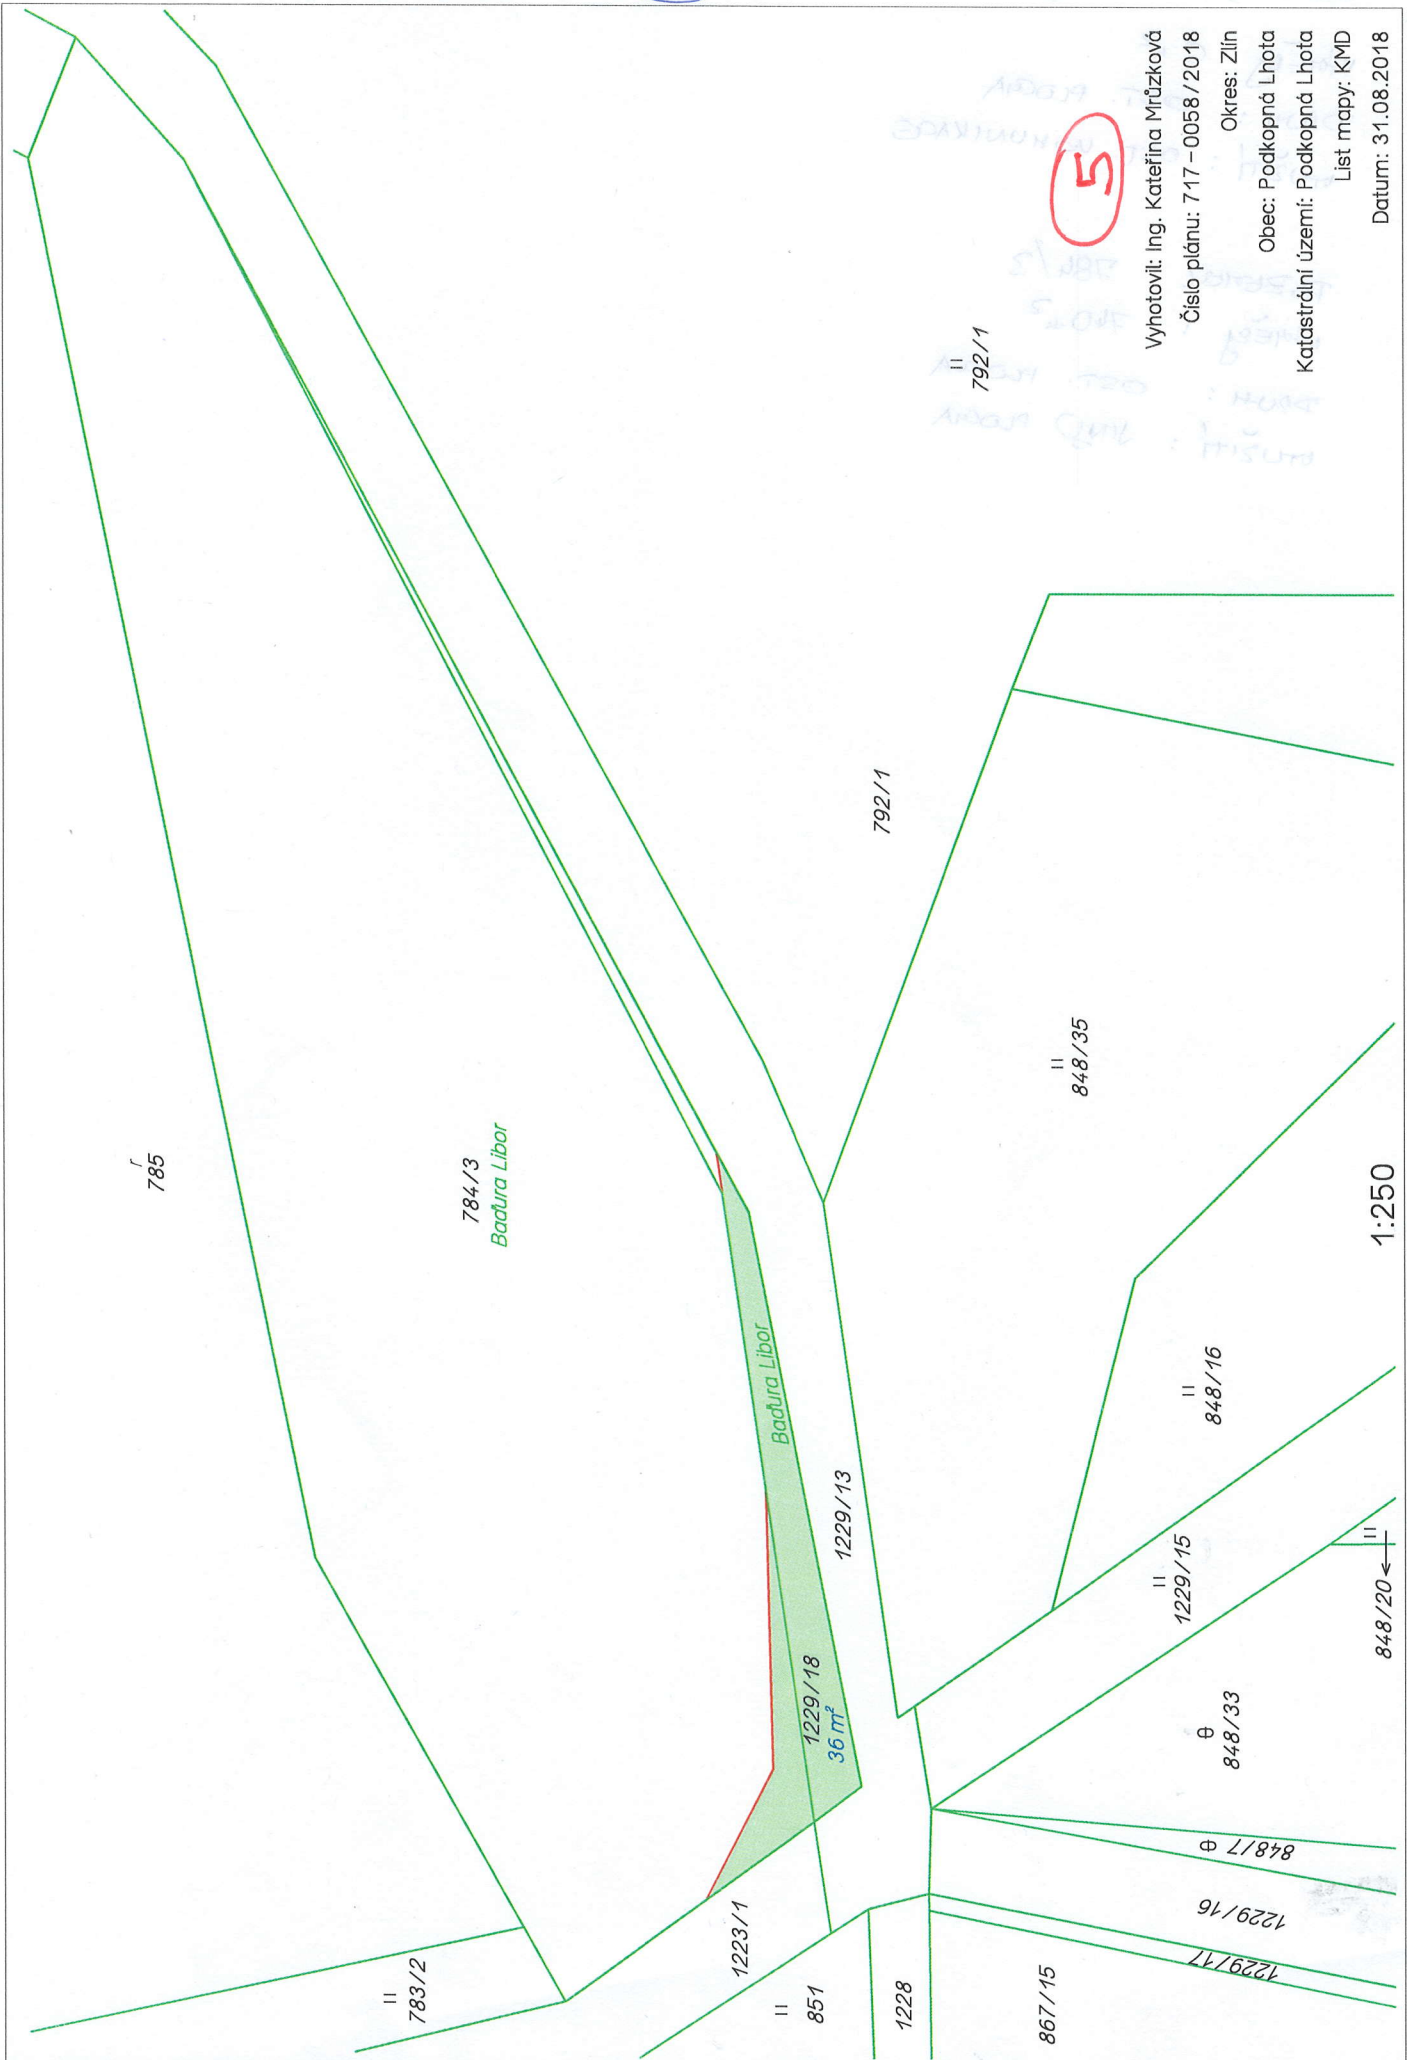 5
Vyhotovil: Ing. Kateřina Mrůzková
Číslo plánu: 717-0058/2018
Okres: Zlín
Obec: Podkopná Lhota
Katastrální území: Podkopná Lhota
List mapy: KMD
Datum: 31.08.2018
785
r
784/3
Baďura Libor
792/1
792/1
Baďura Libor
848/35
1229/13
848/16
1229/18
36 m²
1229/15
848/20
848/33
848/7
1229/16
1229/17
783/2
1223/1
851
1228
867/15
1:250